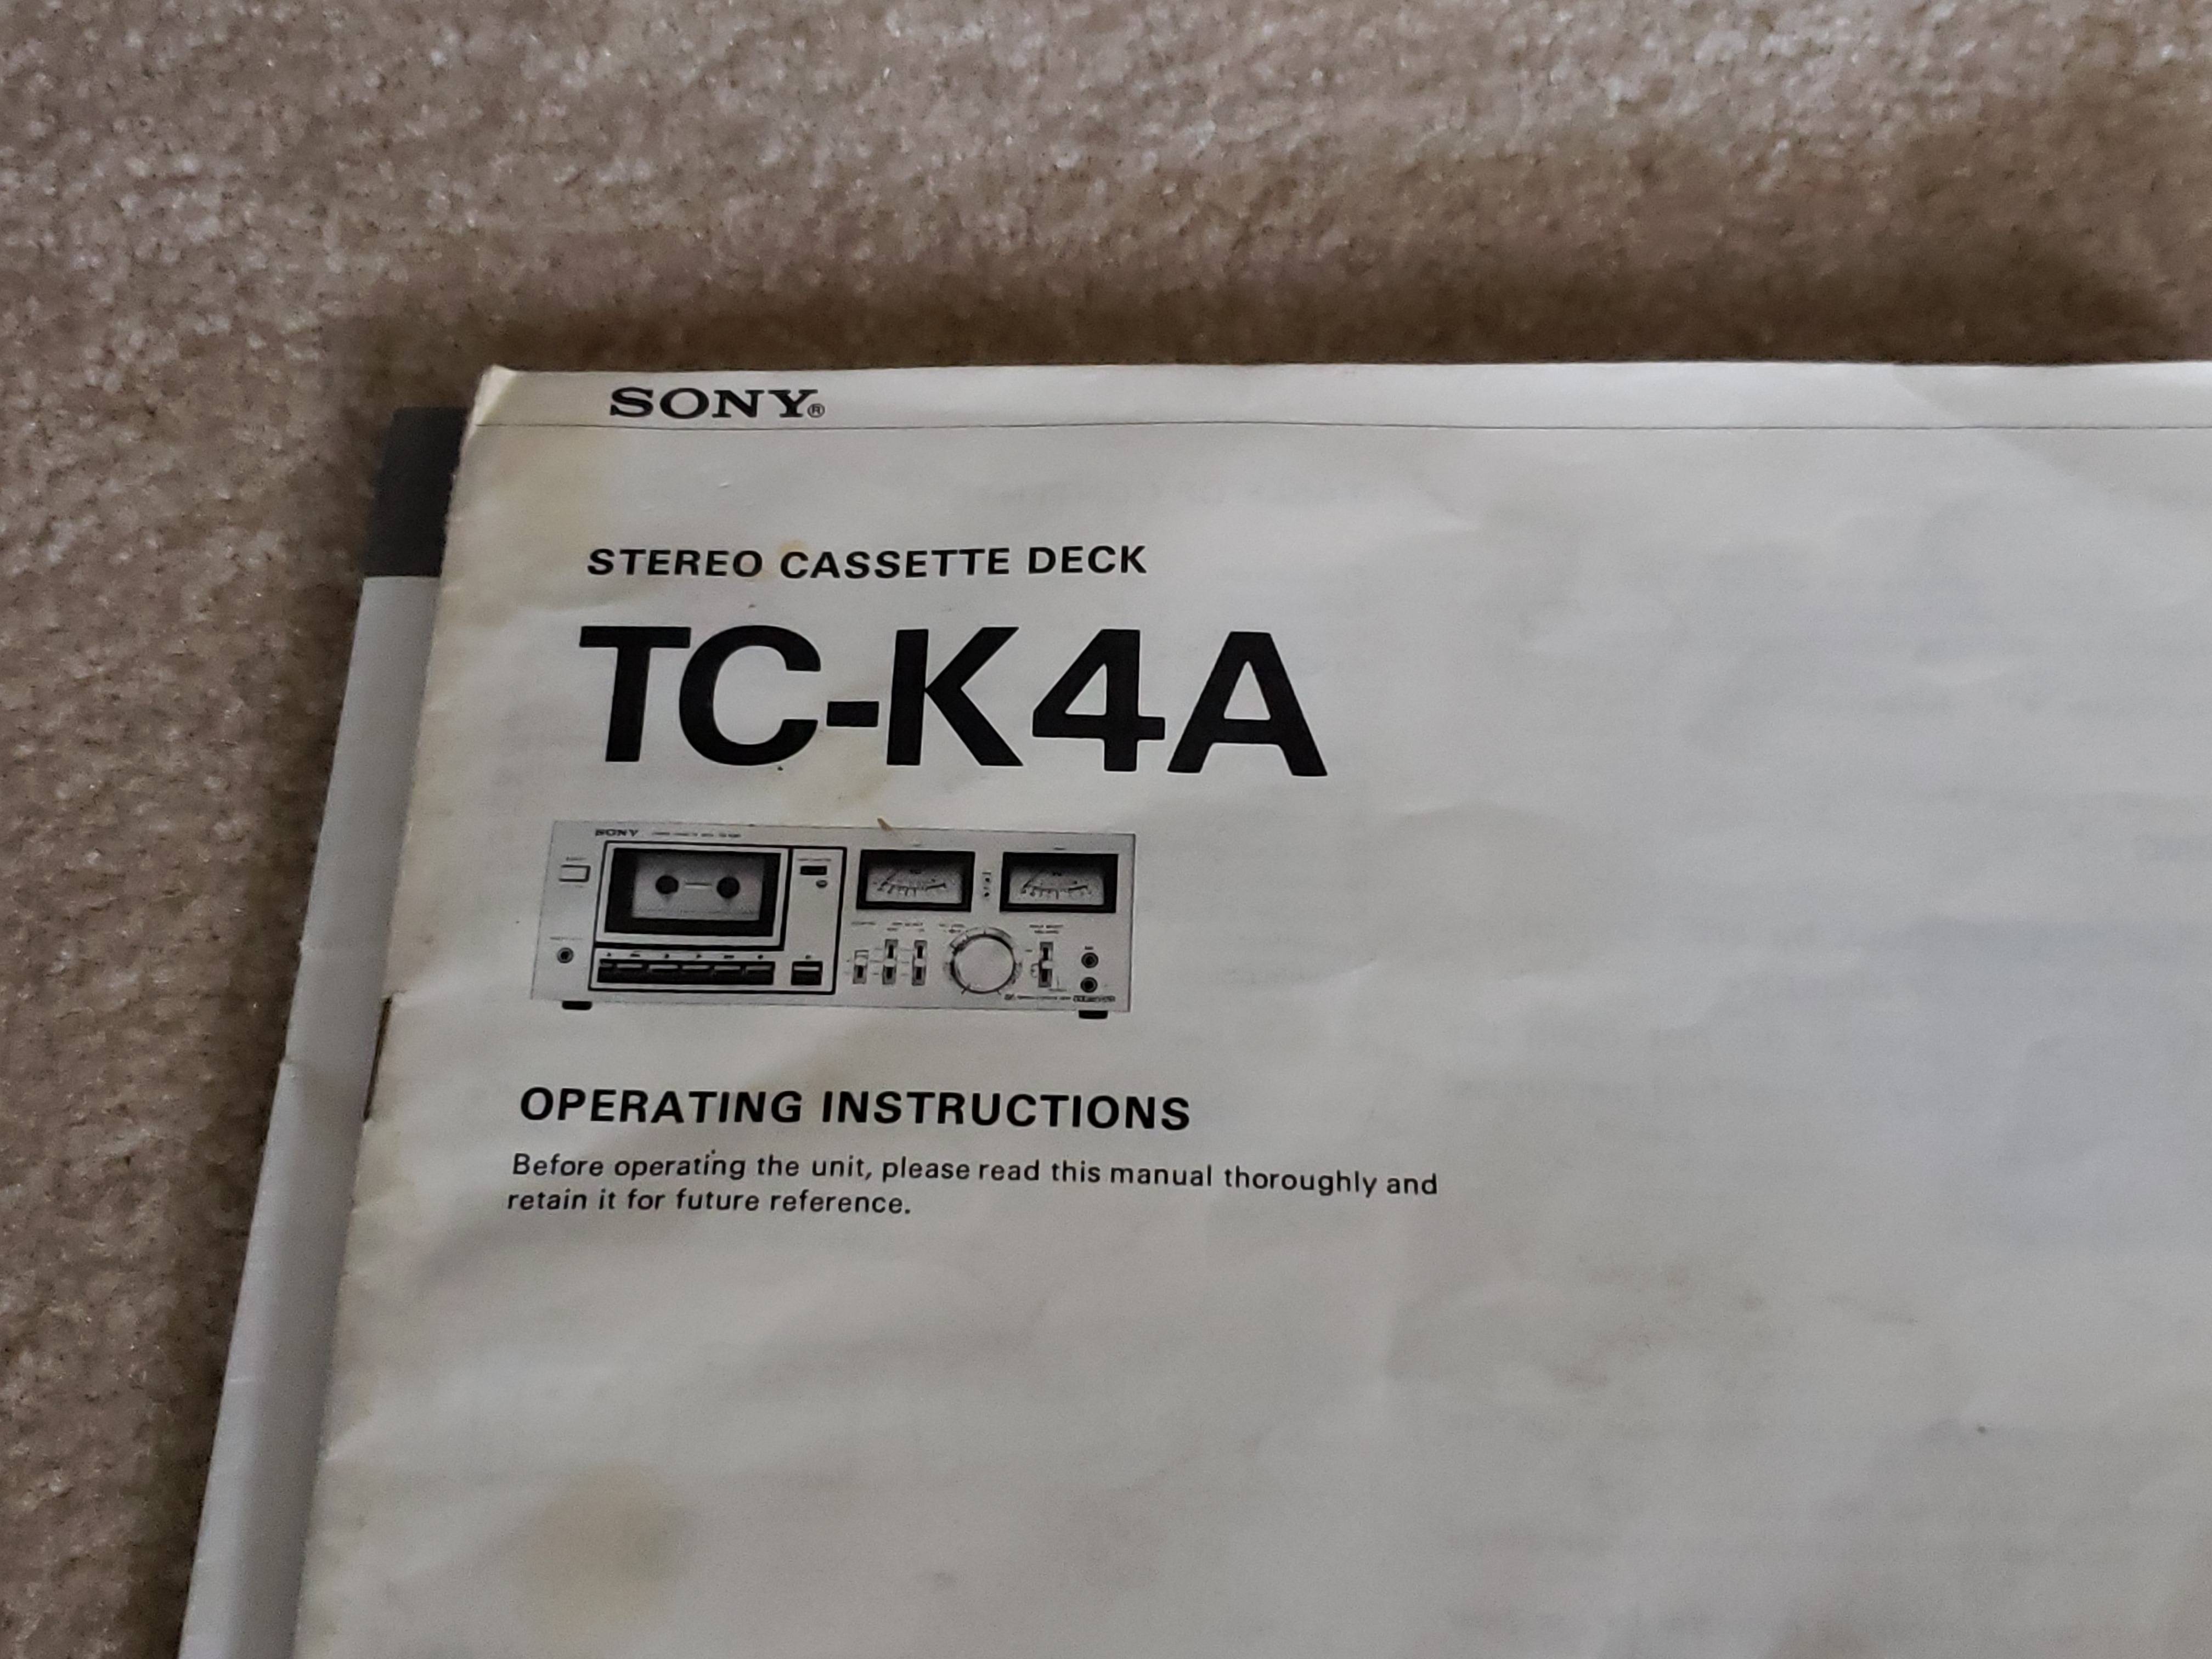 SONY®
STEREO CASSETTE DECK
TC-K4A
SONY
OPERATING INSTRUCTIONS
Before operating the unit, please read this manual thoroughly and
retain it for future reference.